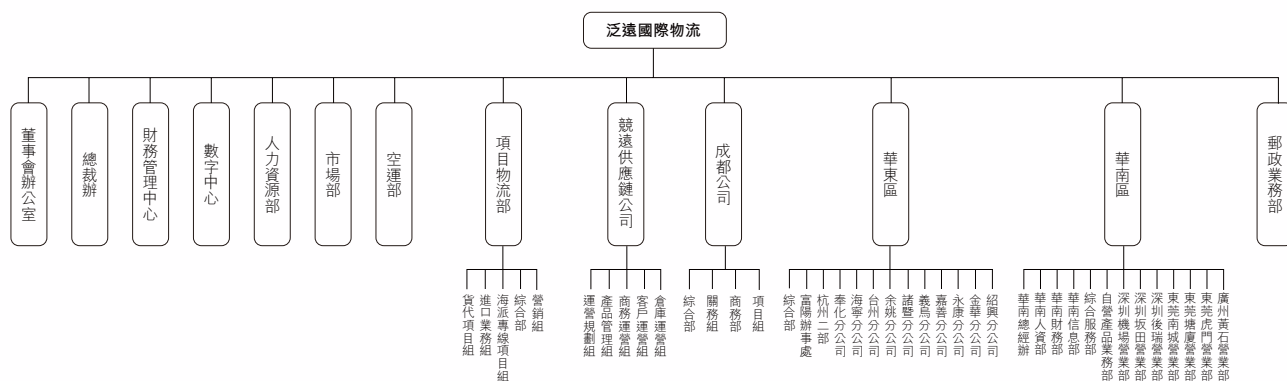 泛遠國際物流
董事會辦公室
總裁辦
財務管理中心
數字中心
人力資源部
市場部
空運部
項目物流部
競遠供應鏈公司
成都公司
華東區
華南區
郵政業務部
貨代項目組
進口業務組
海派專線項目組
綜合部
營銷組
運營規劃組
產品管理組
商務運營組
客戶運營組
倉庫運營組
綜合部
關務組
商務部
項目組
綜合部
富陽辦事處
杭州二部
奉化分公司
海寧分公司
台州分公司
余姚分公司
諸暨分公司
義烏分公司
嘉善分公司
永康分公司
金華分公司
紹興分公司
華南總經辦
華南人資部
華南財務部
華南信息部
綜合服務部
自營產品業務部
深圳機場營業部
深圳坂田營業部
深圳後瑞營業部
東莞南城營業部
東莞塘廈營業部
東莞虎門營業部
廣州黃石營業部